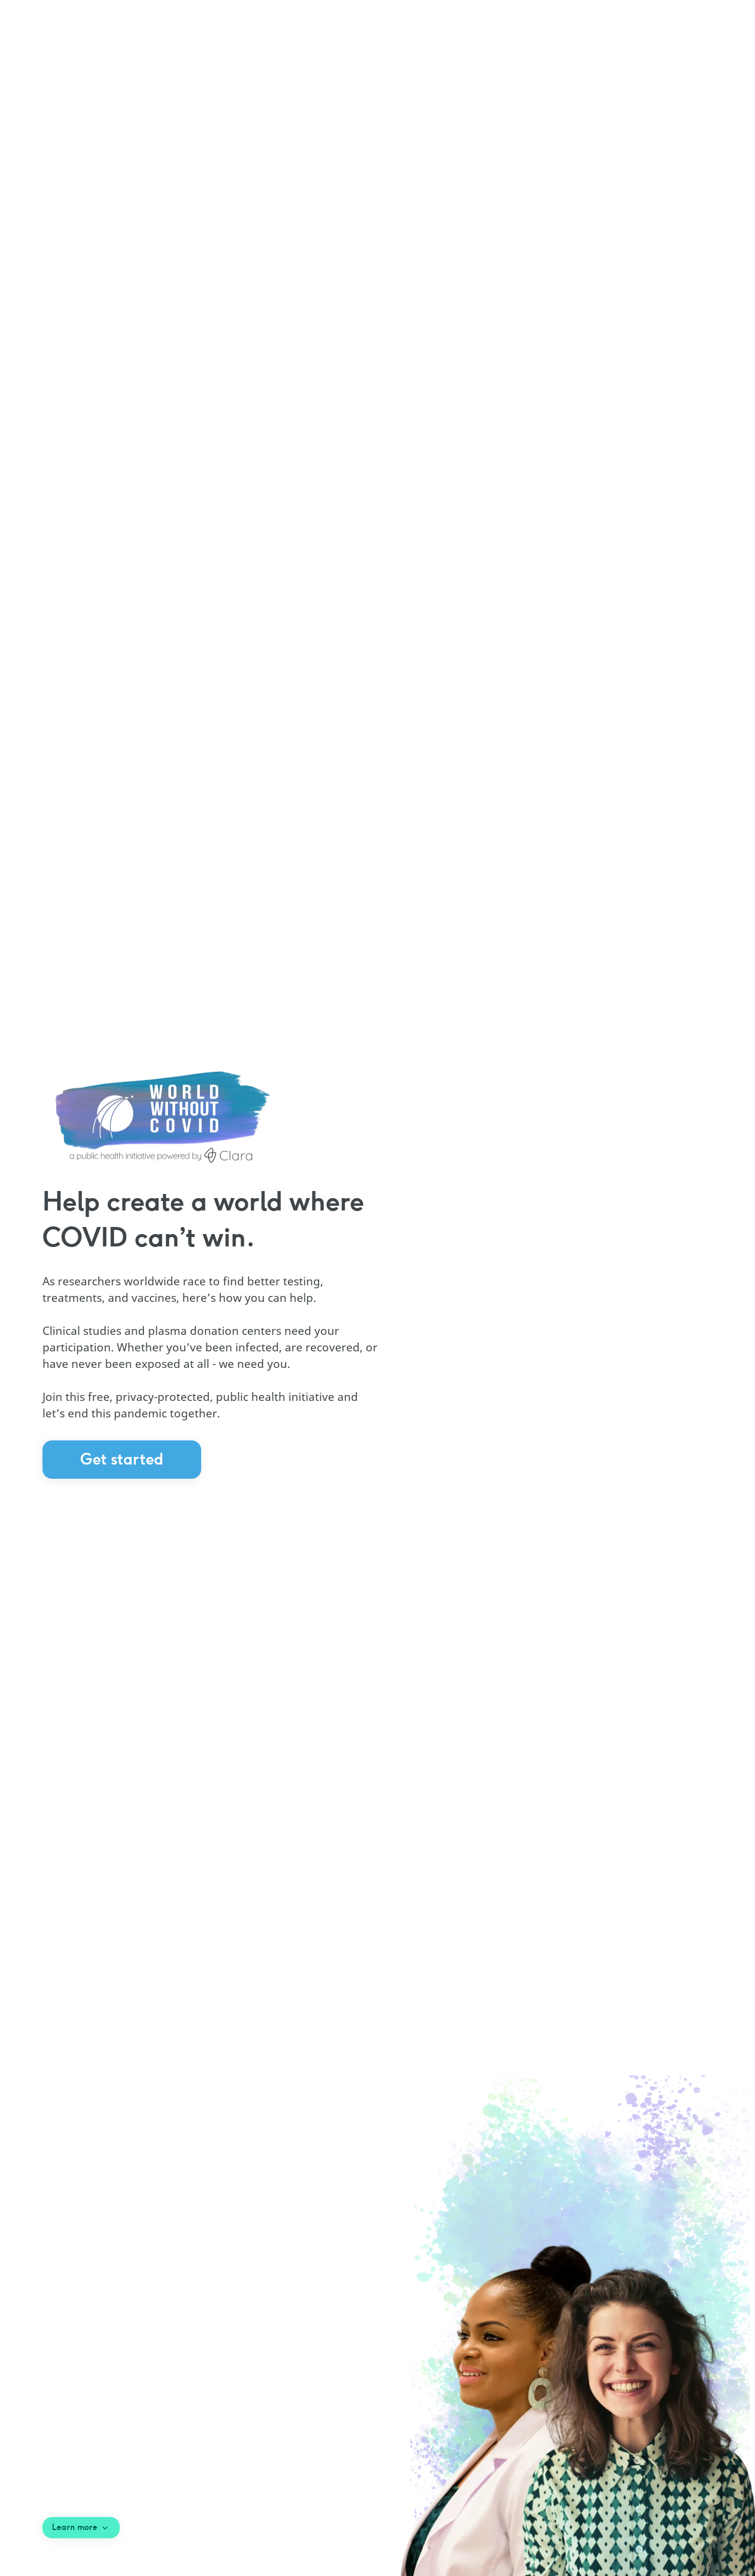 WORLD
WITHOUT
COVID
a public health initiative powered by Clara
Help create a world where
COVID can’t win.
As researchers worldwide race to find better testing,
treatments, and vaccines, here’s how you can help.
Clinical studies and plasma donation centers need your
participation. Whether you’ve been infected, are recovered, or
have never been exposed at all - we need you.
Join this free, privacy-protected, public health initiative and
let’s end this pandemic together.
Get started
Learn more